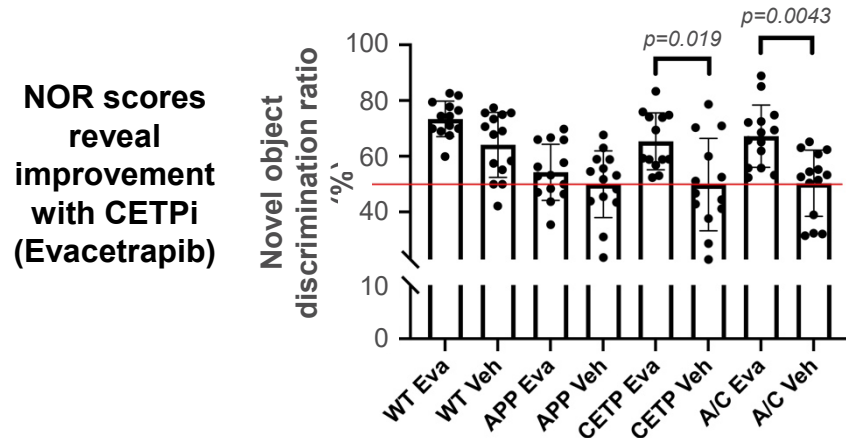 NOR scores
reveal
improvement
with CETPi
(Evacetrapib)
Novel object
discrimination ratio
(%)
100
80
60
40
10
0
p=0.019
p=0.0043
WT Eva
WT Veh
APP Eva
APP Veh
CETP Eva
CETP Veh
A/C Eva
A/C Veh